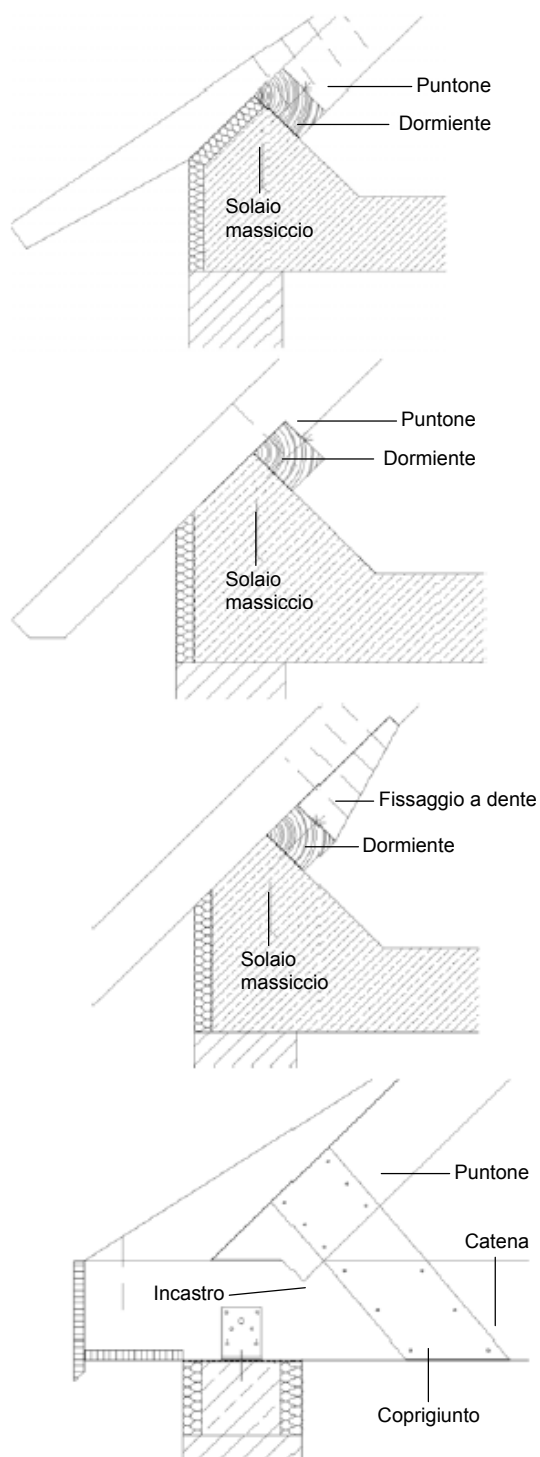 Puntone
Dormiente
Solaio
massiccio
Puntone
Dormiente
Solaio
massiccio
Fissaggio a dente
Dormiente
Solaio
massiccio
Puntone
Catena
Incastro
Coprigiunto